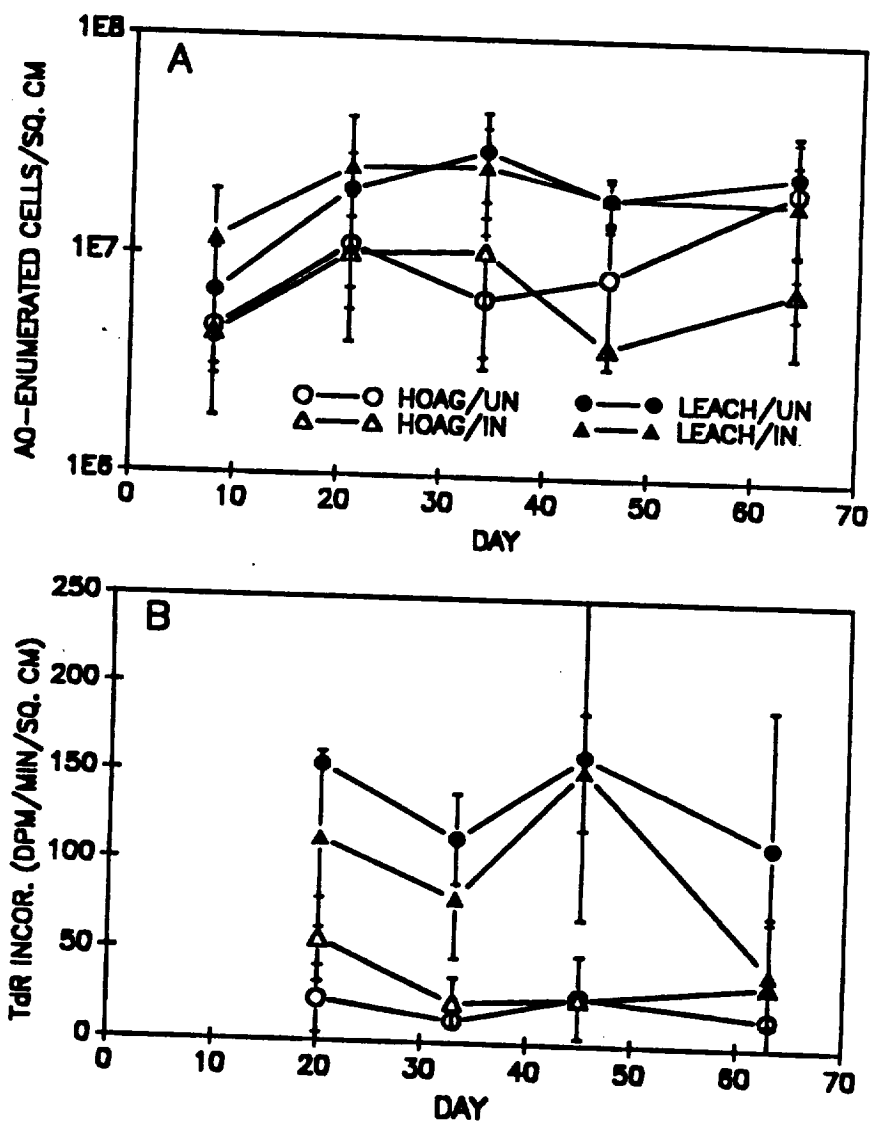 1E8
A
AO-ENUMERATED CELLS/SQ. CM
1E7
HOAG/UN
HOAG/IN
LEACH/UN
LEACH/IN
1E6
0 10 20 30 40 50 60 70
DAY
250
B
TdR INCOR. (DPM/MIN/SQ. CM)
200
150
100
50
0
0 10 20 30 40 50 60 70
DAY